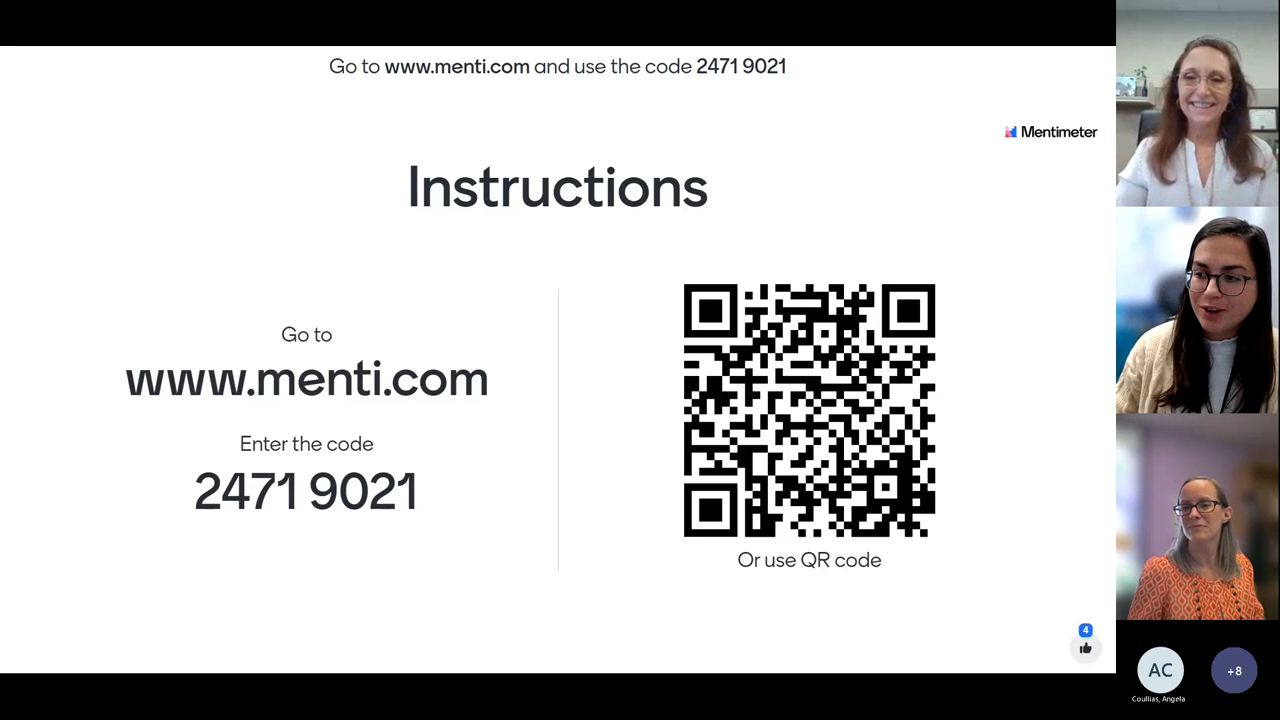 Go to www.menti.com and use the code 2471 9021
Mentimeter
Instructions
Go to
www.menti.com
Enter the code
2471 9021
Or use QR code
4
AC
+8
Coullias, Angela